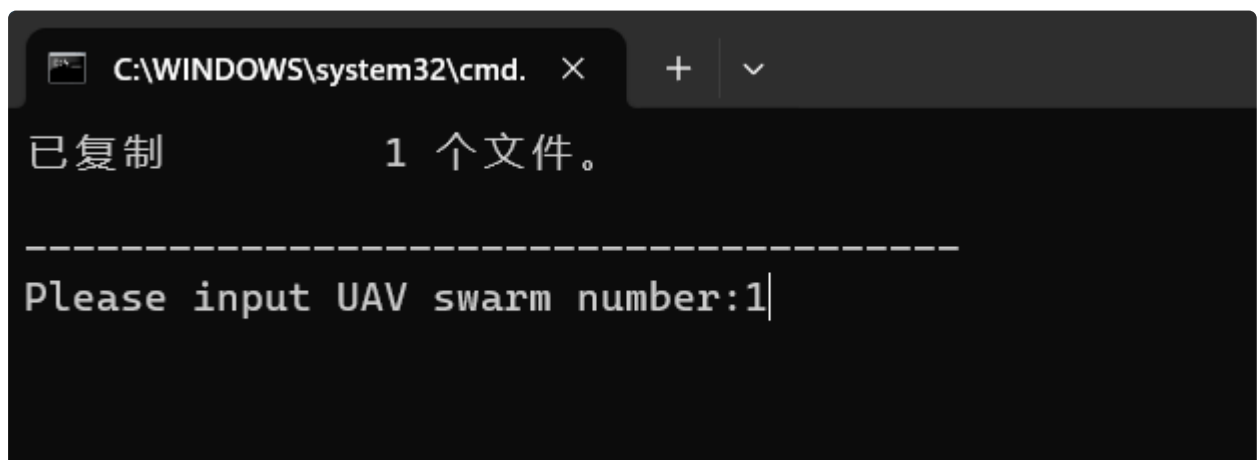 C:\WINDOWS\system32\cmd.
已复制         1 个文件。
---------------------------------------
Please input UAV swarm number:1